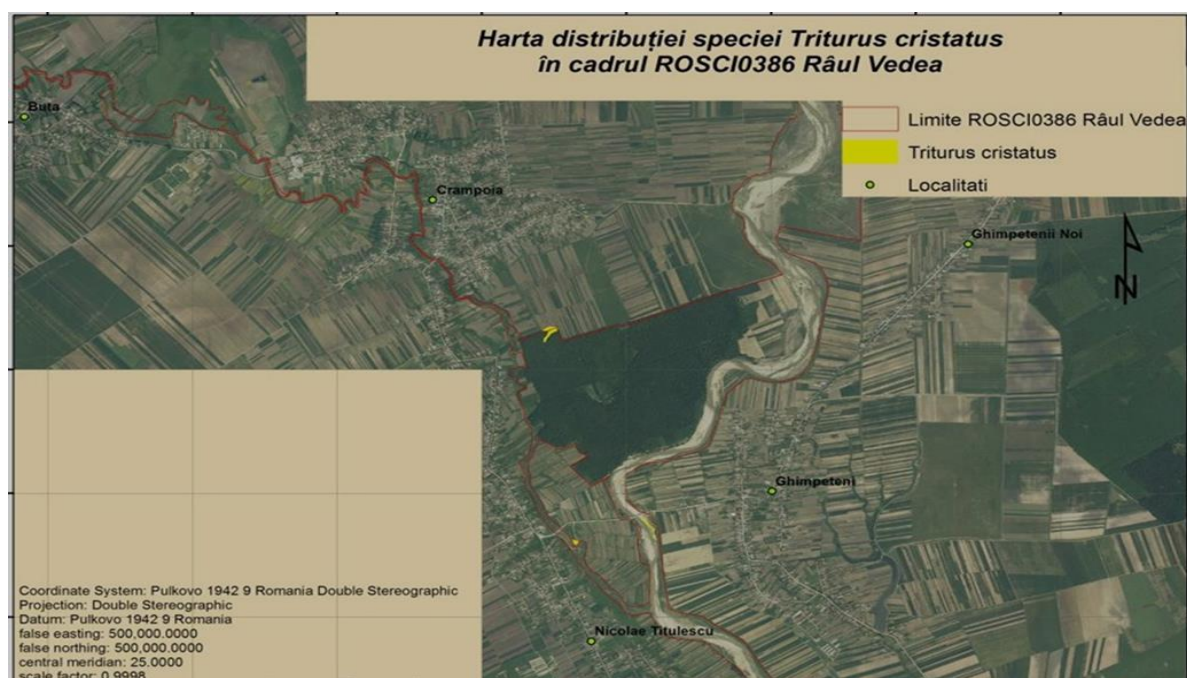 Harta distribuției speciei Triturus cristatus
în cadrul ROSCI0386 Râul Vedea
Limite ROSCI0386 Râul Vedea
Triturus cristatus
Localitati
Buta
Crampoia
Ghimpetenii Noi
N
Ghimpeteni
Nicolae Titulescu
Coordinate System: Pulkovo 1942 9 Romania Double Stereographic
Projection: Double Stereographic
Datum: Pulkovo 1942 9 Romania
false easting: 500,000.0000
false northing: 500,000.0000
central meridian: 25.0000
scale factor: 0.9998